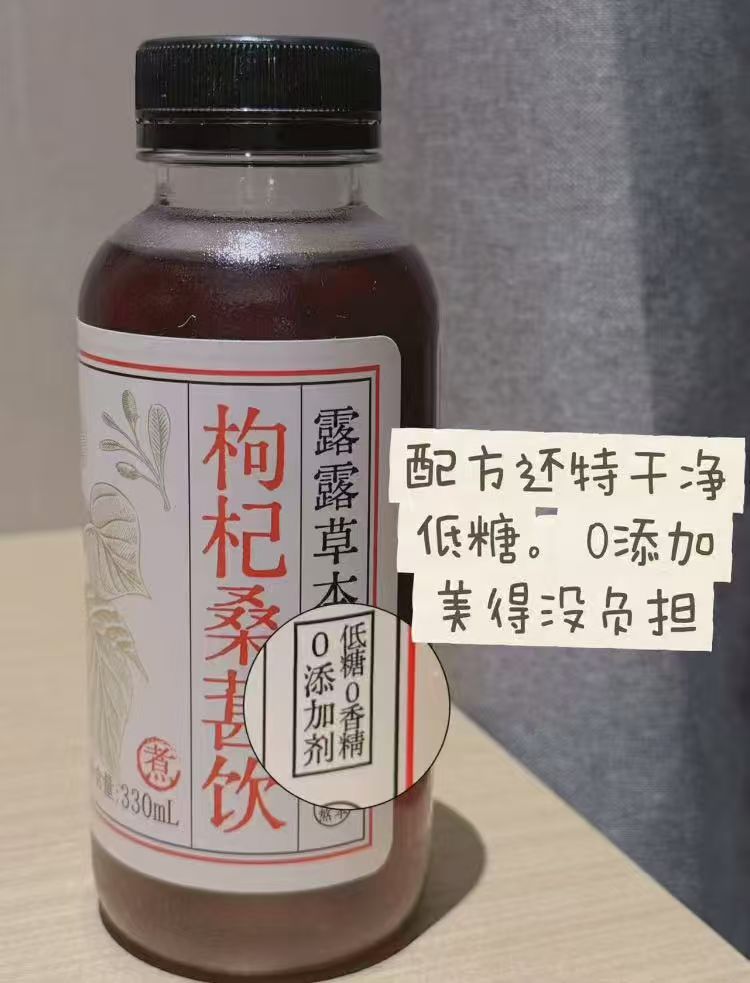 露露草本
枸杞桑葚饮
低糖0香精
0添加剂
煮
330mL
配方还特干净
低糖。0添加
美得没负担